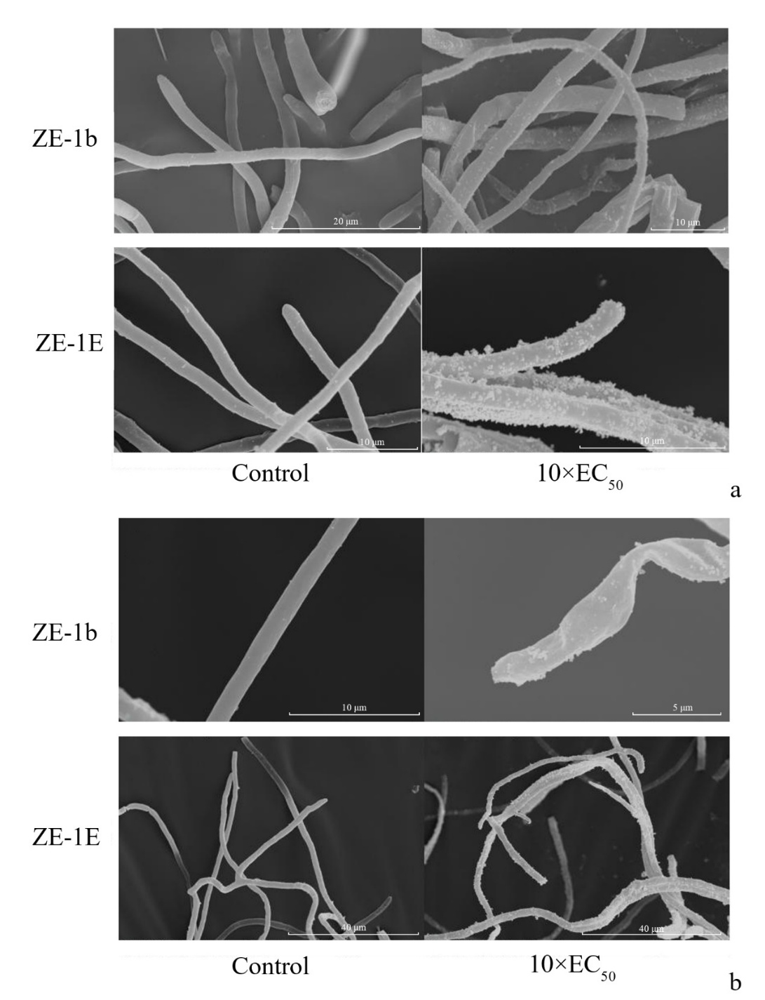 ZE-1b
20 μm
10 μm
ZE-1E
10 μm
10 μm
Control
10×EC50
a
ZE-1b
10 μm
5 μm
ZE-1E
40 μm
40 μm
Control
10×EC50
b